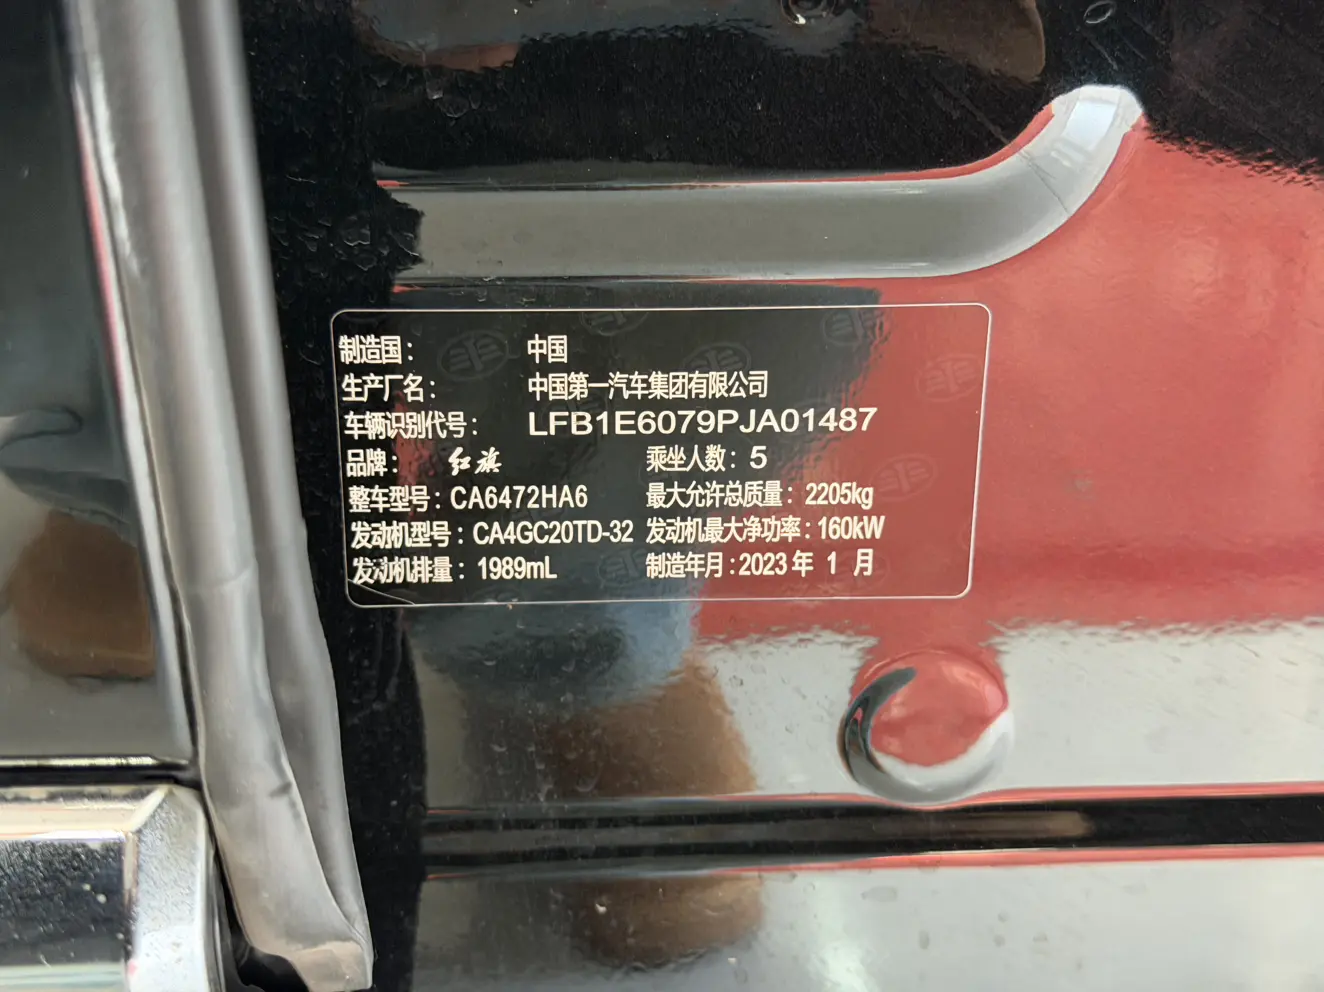 制造国： 中国
生产厂名： 中国第一汽车集团有限公司
车辆识别代号： LFB1E6079PJA01487
品牌： 红旗 乘坐人数：5
整车型号：CA6472HA6 最大允许总质量：2205kg
发动机型号：CA4GC20TD-32 发动机最大净功率：160kW
发动机排量：1989mL 制造年月：2023年 1 月